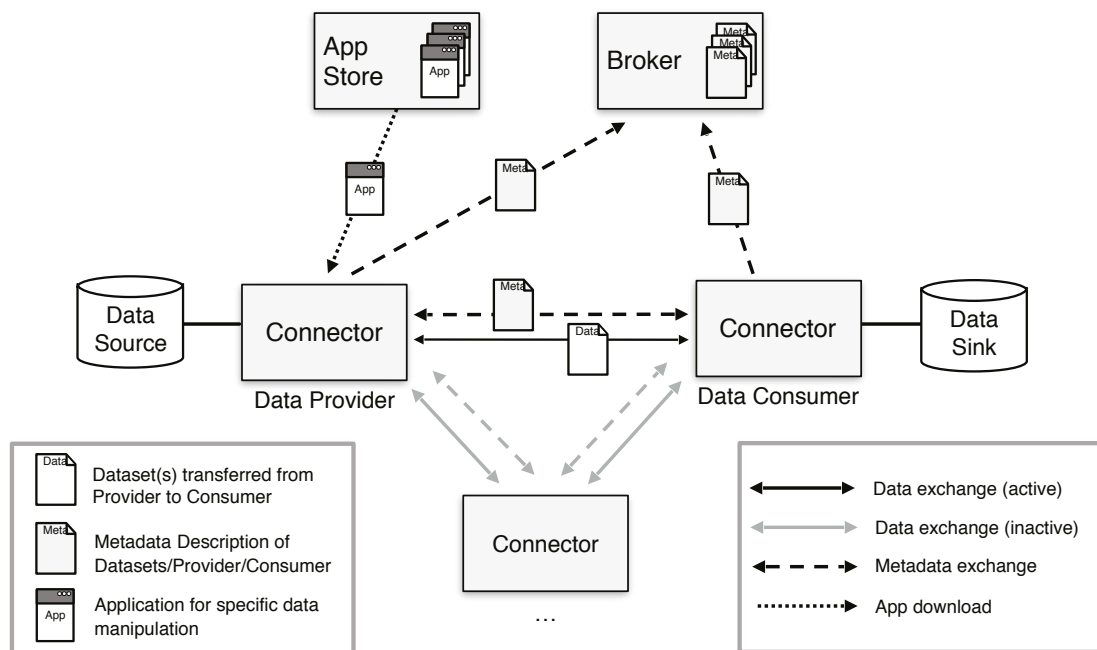 App
Store
App
Broker
Meta
Meta
Meta
App
Meta
Meta
Data
Source
Connector
Data Provider
Meta
Data
Connector
Data Consumer
Data
Sink
Data
Dataset(s) transferred from
Provider to Consumer
Meta
Metadata Description of
Datasets/Provider/Consumer
App
Application for specific data
manipulation
Connector
...
Data exchange (active)
Data exchange (inactive)
Metadata exchange
App download